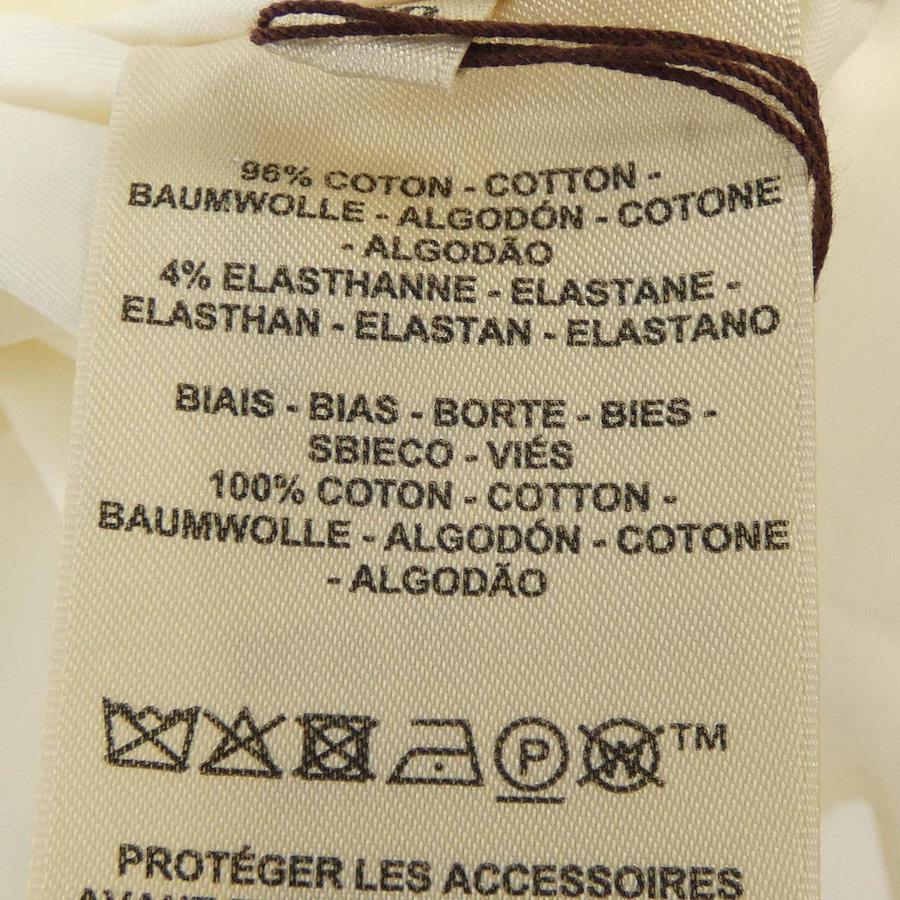 96% COTON - COTTON -
BAUMWOLLE - ALGODÓN - COTONE
- ALGODÃO
4% ELASTHANNE - ELASTANE -
ELASTHAN - ELASTAN - ELASTANO
BIAIS - BIAS - BORTE - BIES -
SBIECO - VIÉS
100% COTON - COTTON -
BAUMWOLLE - ALGODÓN - COTONE
- ALGODÃO
P W TM
PROTÉGER LES ACCESSOIRES